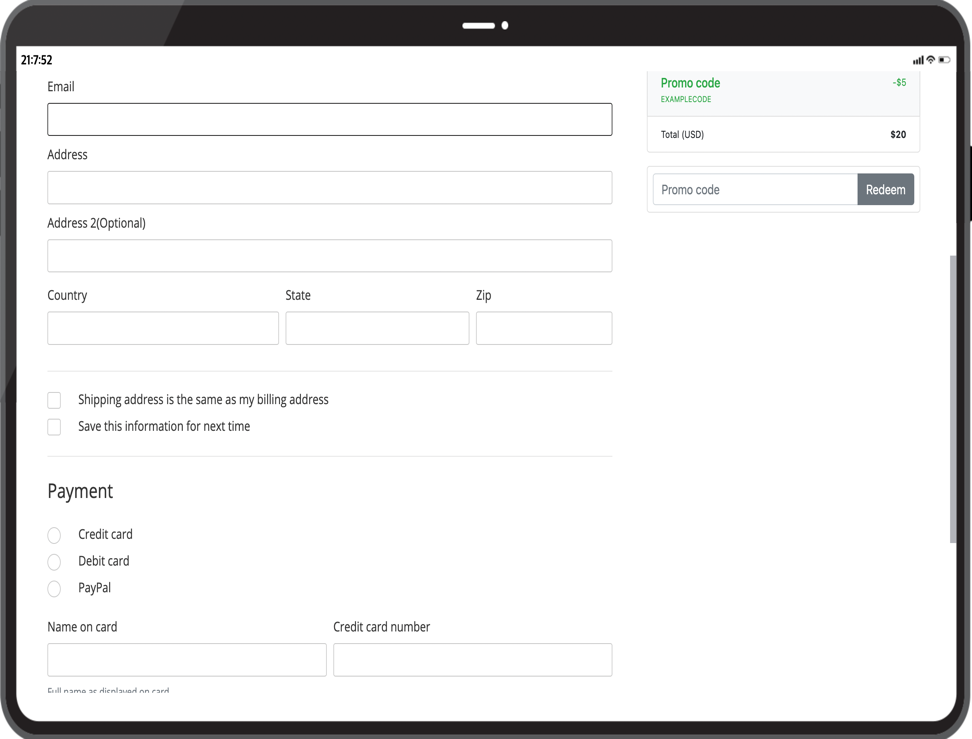 21:7:52
Email
Address
Address 2(Optional)
Country State Zip
Shipping address is the same as my billing address
Save this information for next time
Payment
Credit card
Debit card
PayPal
Name on card Credit card number
Full name as displayed on card
Promo code -$5
EXAMPLECODE
Total (USD) $20
Promo code Redeem